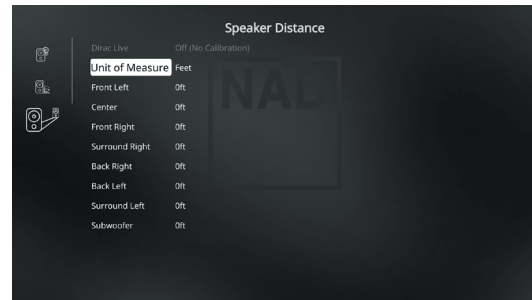 Speaker Distance
Dirac Live Off (No Calibration)
Unit of Measure Feet
Front Left 0ft
Center 0ft
Front Right 0ft
Surround Right 0ft
Back Right 0ft
Back Left 0ft
Surround Left 0ft
Subwoofer 0ft
NAD